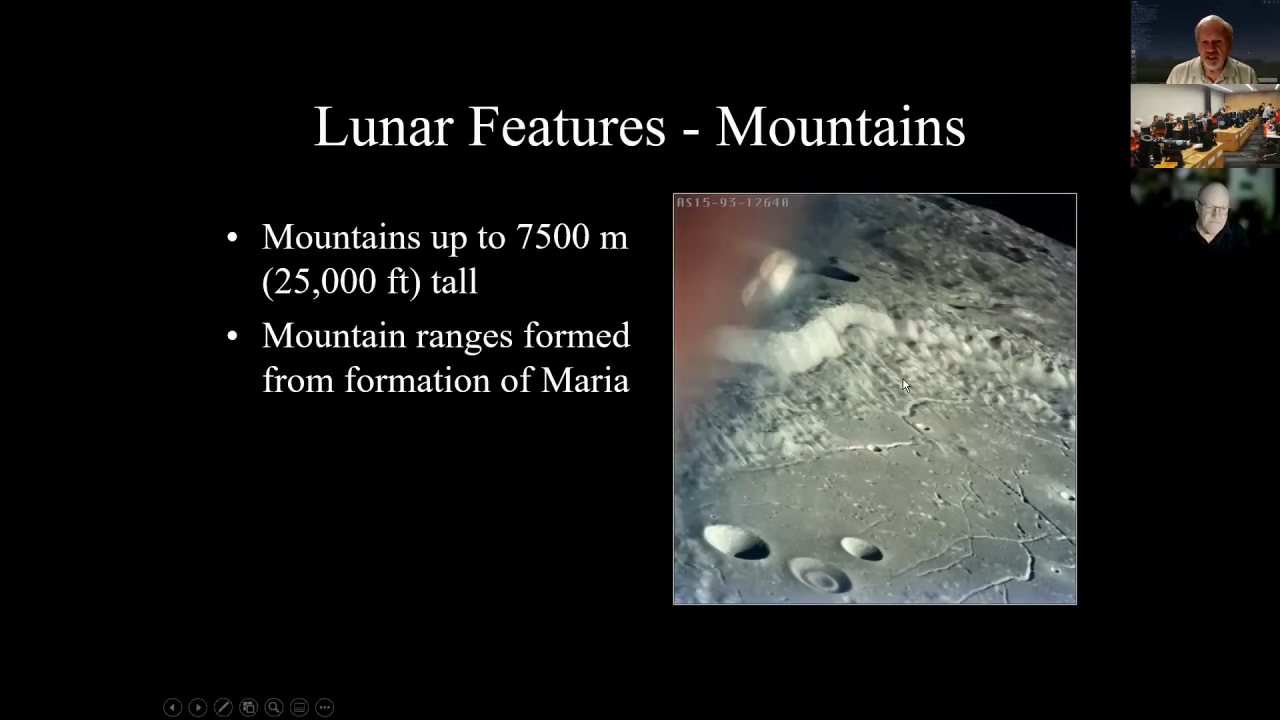 Lunar Features - Mountains
• Mountains up to 7500 m
(25,000 ft) tall
• Mountain ranges formed
from formation of Maria
AS15-93-12640